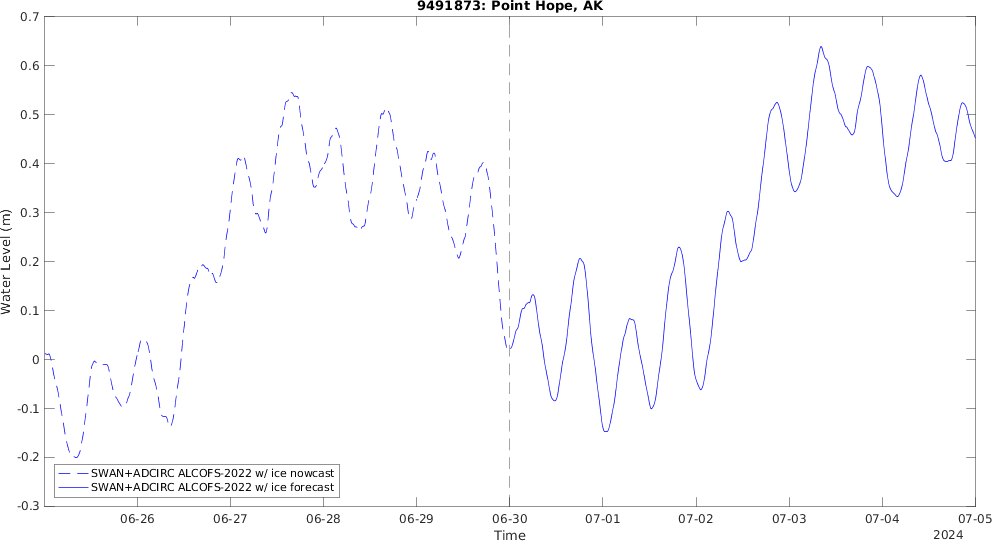 9491873: Point Hope, AK
0.7
0.6
0.5
0.4
0.3
0.2
0.1
0
-0.1
-0.2
-0.3
Water Level (m)
SWAN+ADCIRC ALCOFS-2022 w/ ice nowcast
SWAN+ADCIRC ALCOFS-2022 w/ ice forecast
06-26 06-27 06-28 06-29 06-30 07-01 07-02 07-03 07-04 07-05
Time
2024